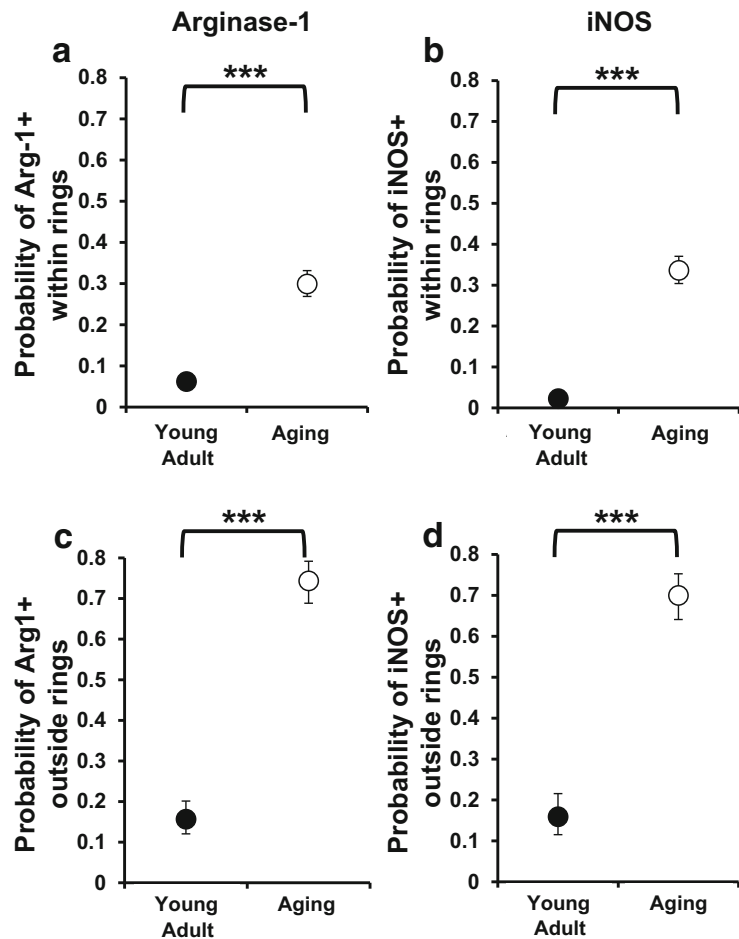 Arginase-1
iNOS
a
***
Probability of Arg-1+
within rings
0.8
0.7
0.6
0.5
0.4
0.3
0.2
0.1
0
Young
Adult
Aging
b
***
Probability of iNOS+
within rings
0.8
0.7
0.6
0.5
0.4
0.3
0.2
0.1
0
Young
Adult
Aging
c
***
Probability of Arg1+
outside rings
0.8
0.7
0.6
0.5
0.4
0.3
0.2
0.1
0
Young
Adult
Aging
d
***
Probability of iNOS+
outside rings
0.8
0.7
0.6
0.5
0.4
0.3
0.2
0.1
0
Young
Adult
Aging